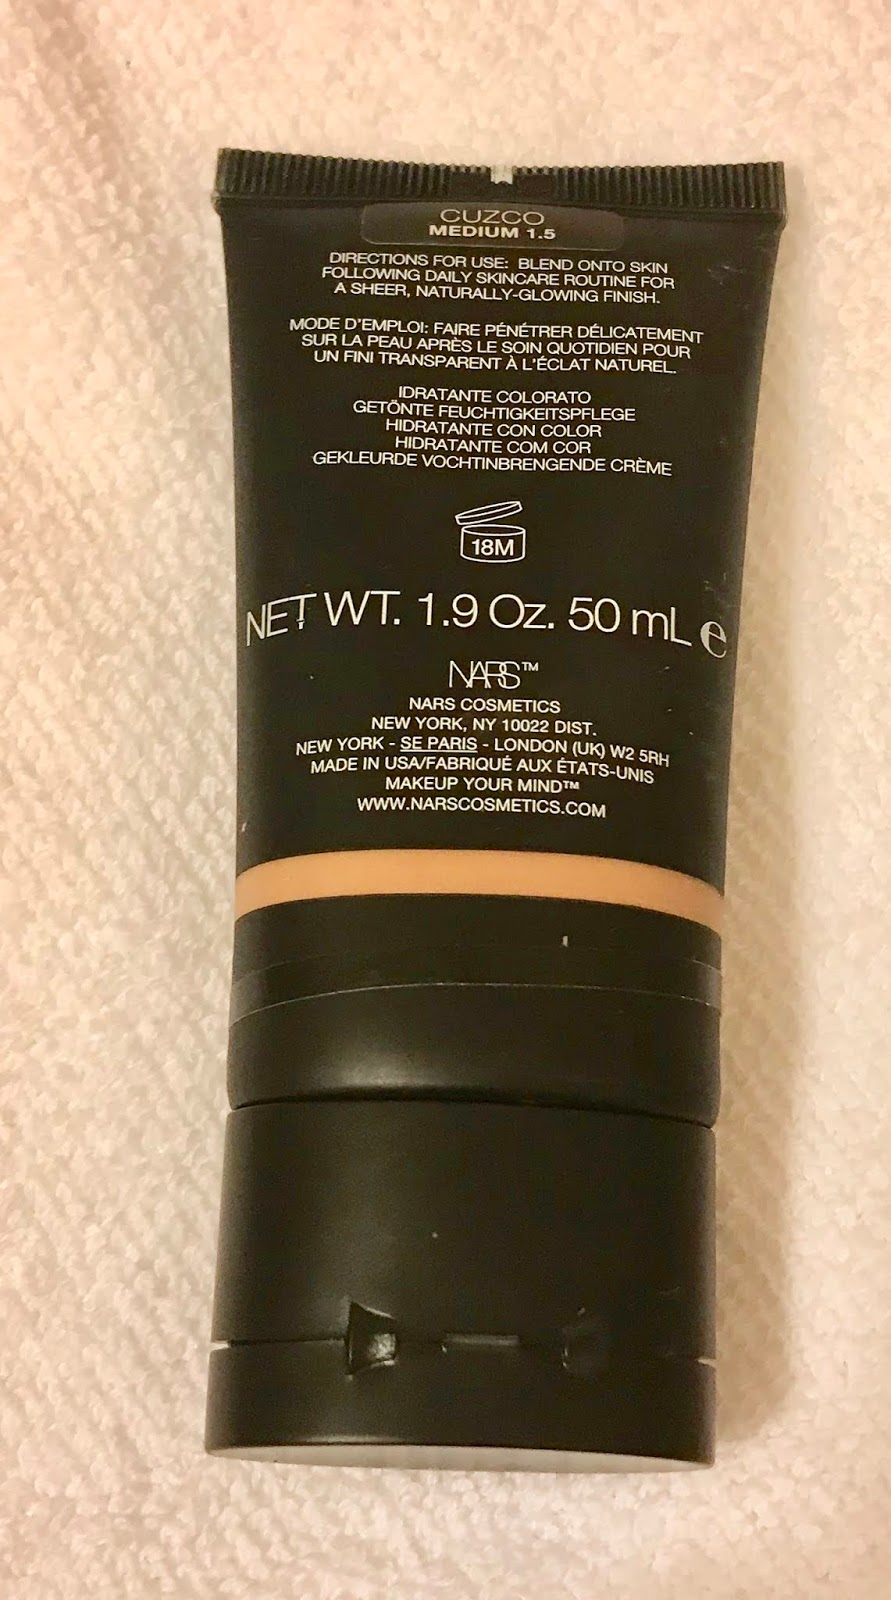 CUZCO
MEDIUM 1.5
DIRECTIONS FOR USE: BLEND ONTO SKIN
FOLLOWING DAILY SKINCARE ROUTINE FOR
A SHEER, NATURALLY-GLOWING FINISH.
MODE D'EMPLOI: FAIRE PÉNÉTRER DÉLICATEMENT
SUR LA PEAU APRÈS LE SOIN QUOTIDIEN POUR
UN FINI TRANSPARENT À L'ÉCLAT NATUREL.
IDRATANTE COLORATO
GETÖNTE FEUCHTIGKEITSPFLEGE
HIDRATANTE CON COLOR
HIDRATANTE COM COR
GEKLEURDE VOCHTINBRENGENDE CRÈME
18M
NET WT. 1.9 Oz. 50 mL e
NARS™
NARS COSMETICS
NEW YORK, NY 10022 DIST.
NEW YORK - SE PARIS - LONDON (UK) W2 5RH
MADE IN USA/FABRIQUÉ AUX ÉTATS-UNIS
MAKEUP YOUR MIND™
WWW.NARSCOSMETICS.COM